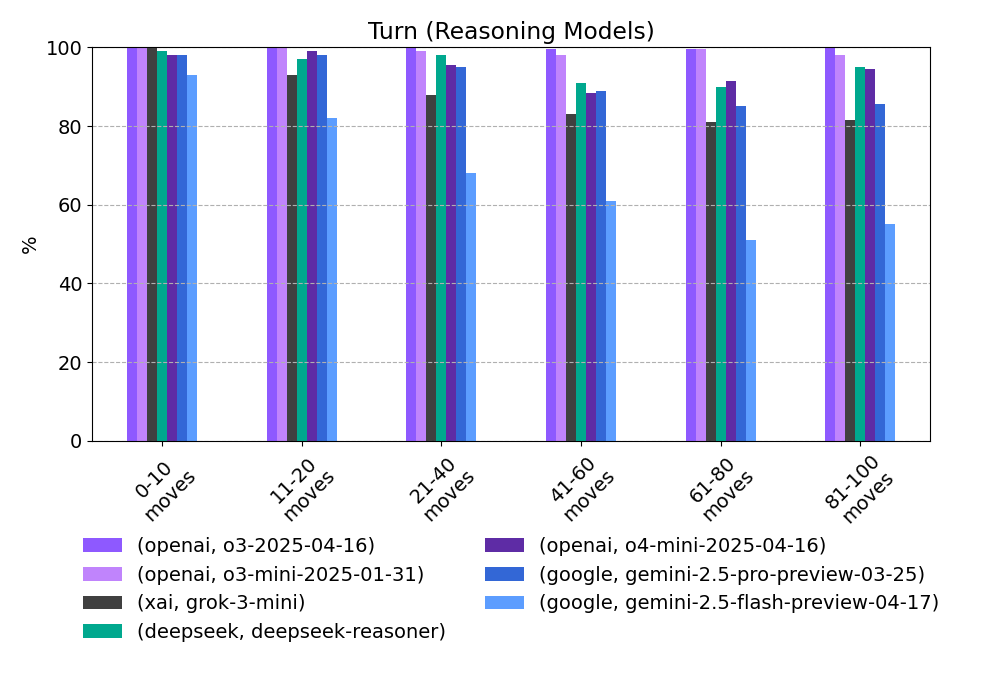 Turn (Reasoning Models)
100
80
60
40
20
0
%
0-10
moves
11-20
moves
21-40
moves
41-60
moves
61-80
moves
81-100
moves
(openai, o3-2025-04-16)
(openai, o3-mini-2025-01-31)
(xai, grok-3-mini)
(deepseek, deepseek-reasoner)
(openai, o4-mini-2025-04-16)
(google, gemini-2.5-pro-preview-03-25)
(google, gemini-2.5-flash-preview-04-17)